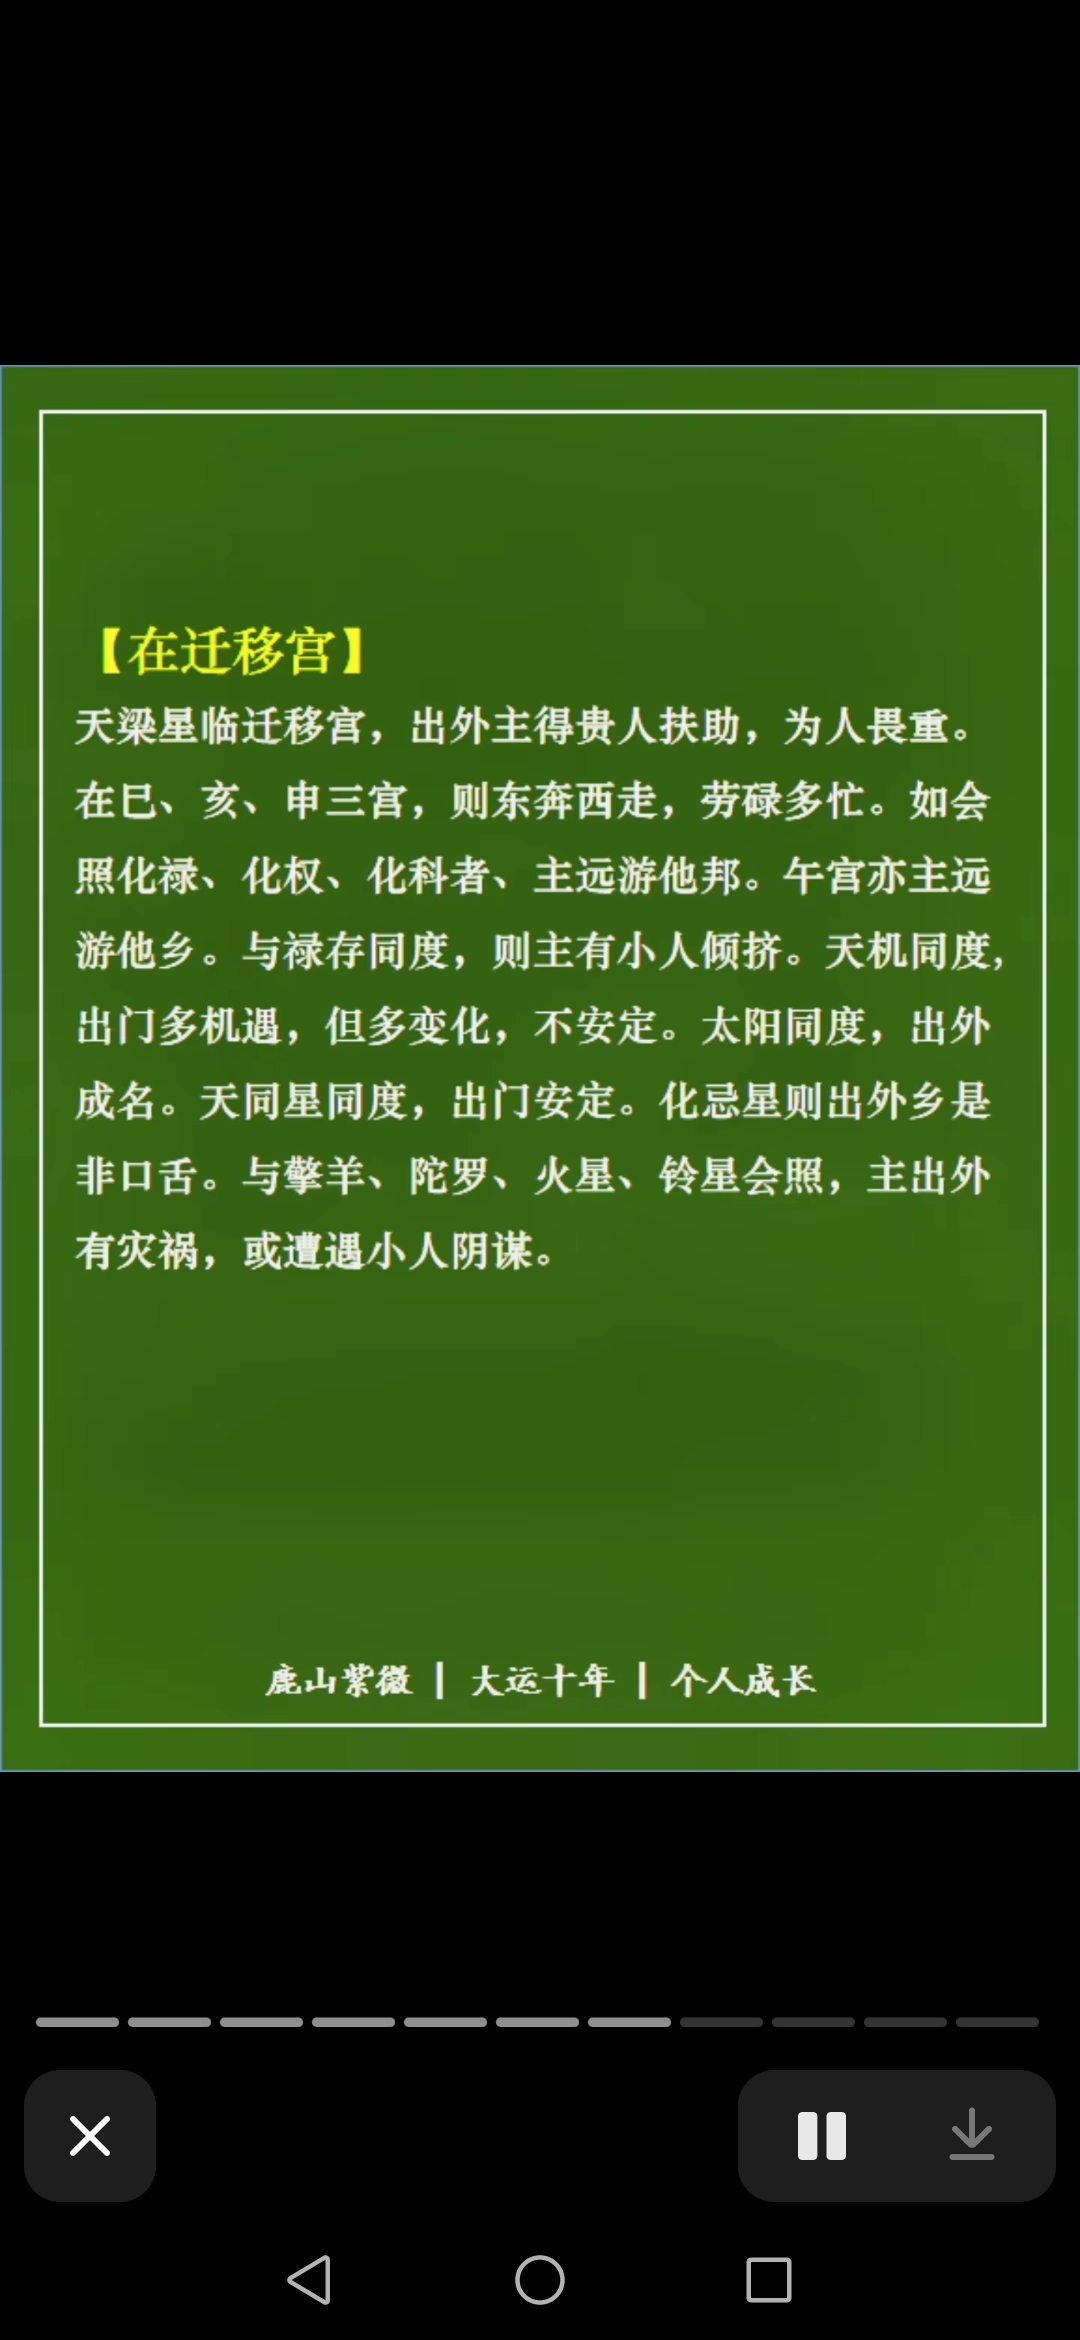 【在迁移宫】
天梁星临迁移宫，出外主得贵人扶助，为人畏重。
在巳、亥、申三宫，则东奔西走，劳碌多忙。如会
照化禄、化权、化科者、主远游他邦。午宫亦主远
游他乡。与禄存同度，则主有小人倾挤。天机同度，
出门多机遇，但多变化，不安定。太阳同度，出外
成名。天同星同度，出门安定。化忌星则出外乡是
非口舌。与擎羊、陀罗、火星、铃星会照，主出外
有灾祸，或遭遇小人阴谋。
鹿山紫微 | 大运十年 | 个人成长